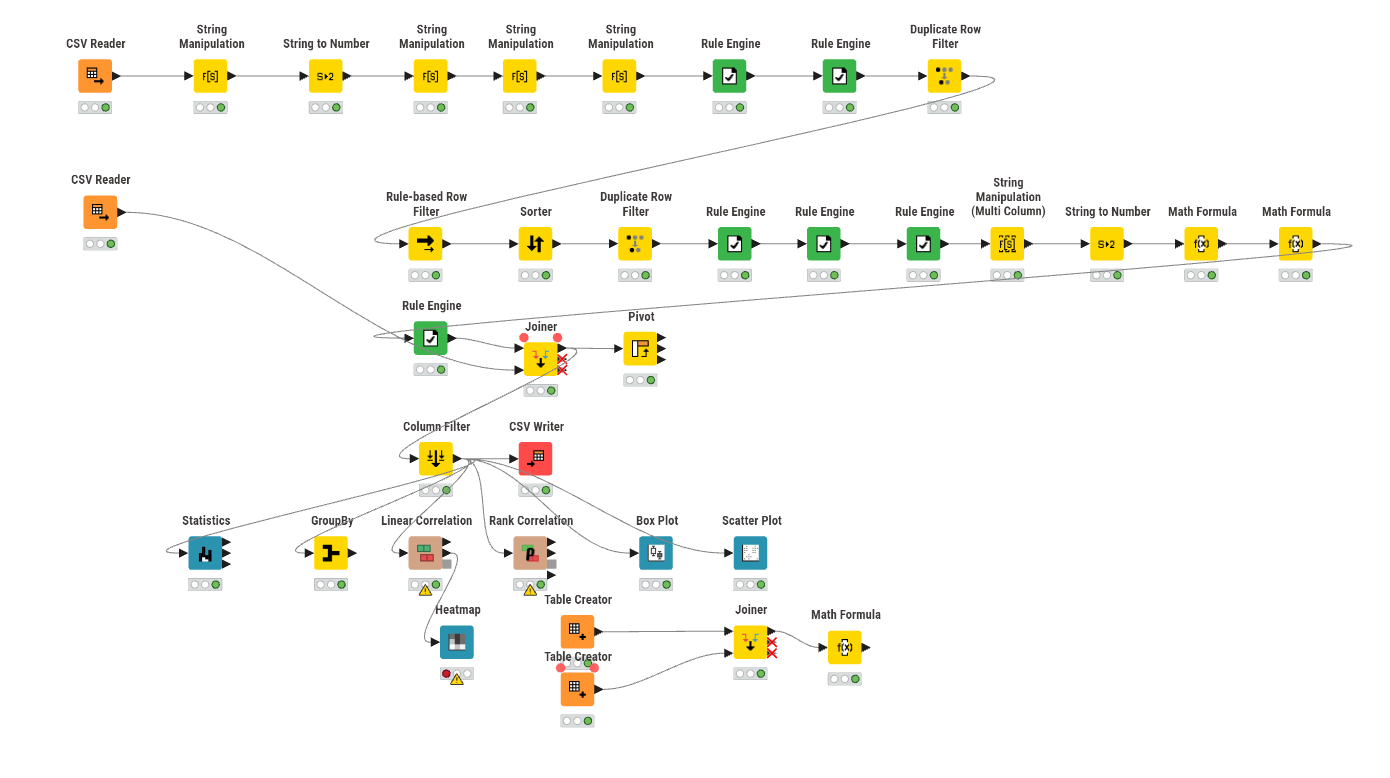 CSV Reader
String
Manipulation
F[S]
String to Number
S▸2
String
Manipulation
F[S]
String
Manipulation
F[S]
String
Manipulation
F[S]
Rule Engine
Rule Engine
Duplicate Row
Filter
CSV Reader
Rule-based Row
Filter
Sorter
Duplicate Row
Filter
Rule Engine
Rule Engine
Rule Engine
String
Manipulation
(Multi Column)
F[S]
String to Number
S▸2
Math Formula
f(x)
Math Formula
f(x)
Rule Engine
Joiner
Pivot
Column Filter
CSV Writer
Statistics
GroupBy
Linear Correlation
Rank Correlation
ρ
Box Plot
Scatter Plot
Heatmap
Table Creator
Table Creator
Joiner
Math Formula
f(x)